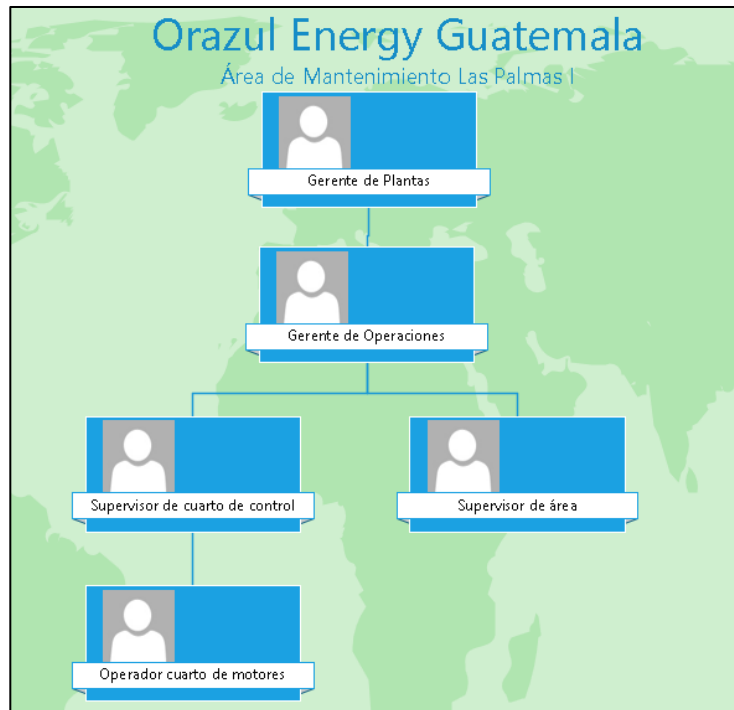 Orazul Energy Guatemala
Área de Mantenimiento Las Palmas I
Gerente de Plantas
Gerente de Operaciones
Supervisor de cuarto de control
Supervisor de área
Operador cuarto de motores